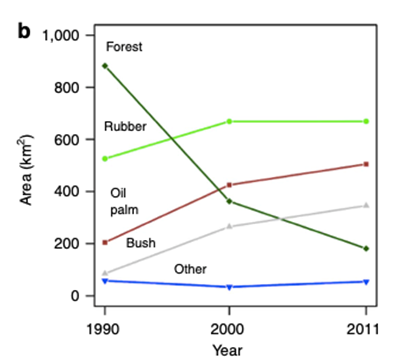 b
1,000
Forest
800
Rubber
600
Area (km²)
Oil
palm
400
Bush
200
Other
0
1990
2000
2011
Year